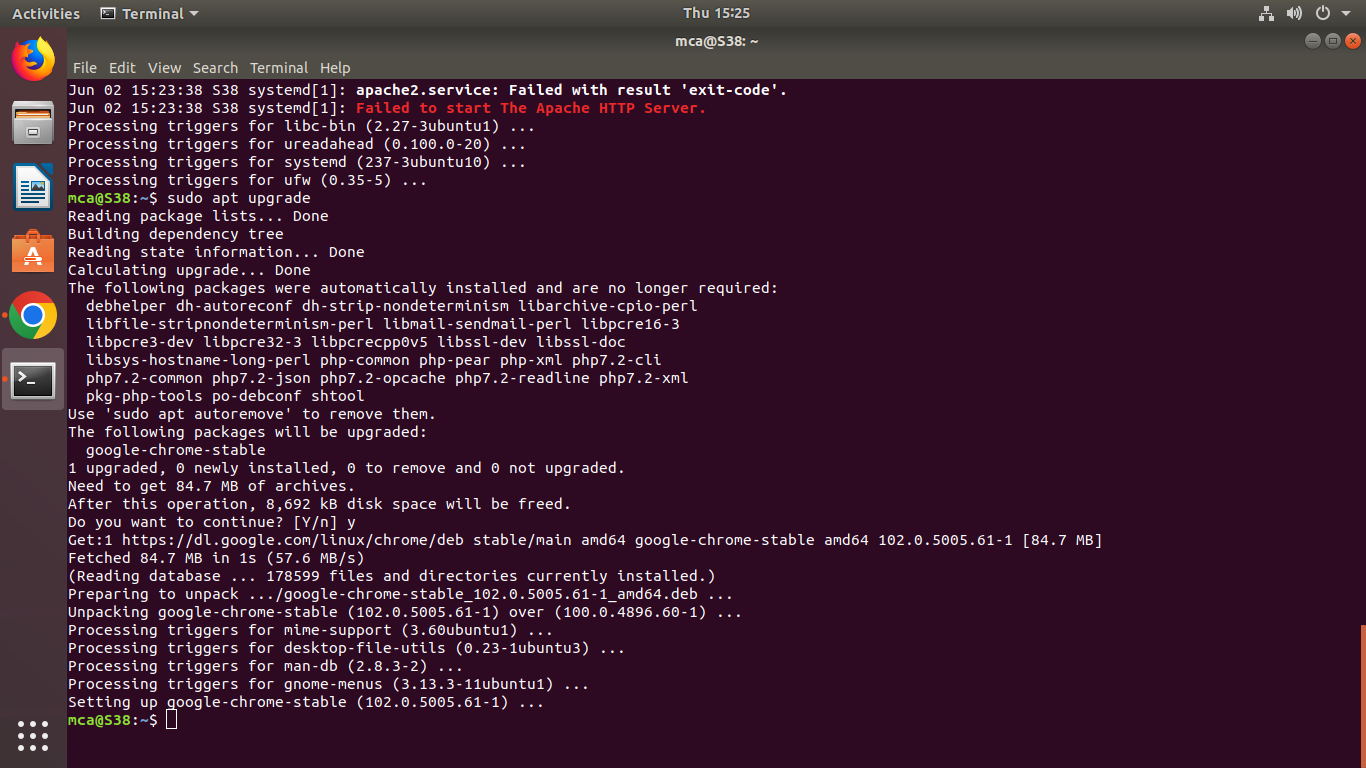 Activities Terminal Thu 15:25
mca@S38: ~
File Edit View Search Terminal Help
Jun 02 15:23:38 S38 systemd[1]: apache2.service: Failed with result 'exit-code'.
Jun 02 15:23:38 S38 systemd[1]: Failed to start The Apache HTTP Server.
Processing triggers for libc-bin (2.27-3ubuntu1) ...
Processing triggers for ureadahead (0.100.0-20) ...
Processing triggers for systemd (237-3ubuntu10) ...
Processing triggers for ufw (0.35-5) ...
mca@S38:~$ sudo apt upgrade
Reading package lists... Done
Building dependency tree
Reading state information... Done
Calculating upgrade... Done
The following packages were automatically installed and are no longer required:
  debhelper dh-autoreconf dh-strip-nondeterminism libarchive-cpio-perl
  libfile-stripnondeterminism-perl libmail-sendmail-perl libpcre16-3
  libpcre3-dev libpcre32-3 libpcrecpp0v5 libssl-dev libssl-doc
  libsys-hostname-long-perl php-common php-pear php-xml php7.2-cli
  php7.2-common php7.2-json php7.2-opcache php7.2-readline php7.2-xml
  pkg-php-tools po-debconf shtool
Use 'sudo apt autoremove' to remove them.
The following packages will be upgraded:
  google-chrome-stable
1 upgraded, 0 newly installed, 0 to remove and 0 not upgraded.
Need to get 84.7 MB of archives.
After this operation, 8,692 kB disk space will be freed.
Do you want to continue? [Y/n] y
Get:1 https://dl.google.com/linux/chrome/deb stable/main amd64 google-chrome-stable amd64 102.0.5005.61-1 [84.7 MB]
Fetched 84.7 MB in 1s (57.6 MB/s)
(Reading database ... 178599 files and directories currently installed.)
Preparing to unpack .../google-chrome-stable_102.0.5005.61-1_amd64.deb ...
Unpacking google-chrome-stable (102.0.5005.61-1) over (100.0.4896.60-1) ...
Processing triggers for mime-support (3.60ubuntu1) ...
Processing triggers for desktop-file-utils (0.23-1ubuntu3) ...
Processing triggers for man-db (2.8.3-2) ...
Processing triggers for gnome-menus (3.13.3-11ubuntu1) ...
Setting up google-chrome-stable (102.0.5005.61-1) ...
mca@S38:~$